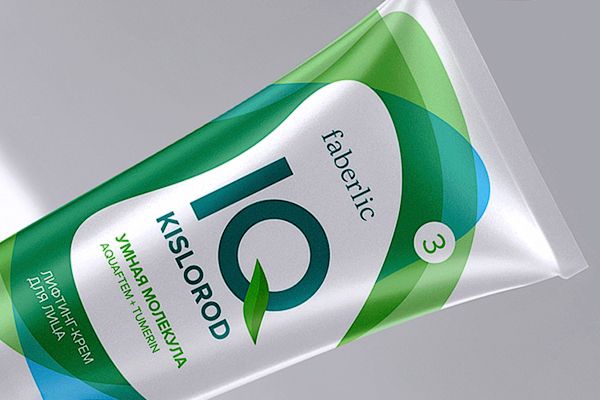 faberlic
IQ
KISLOROD
УМНАЯ МОЛЕКУЛА
AQUAFTEM + TUMERIN
ЛИФТИНГ-КРЕМ
ДЛЯ ЛИЦА
3